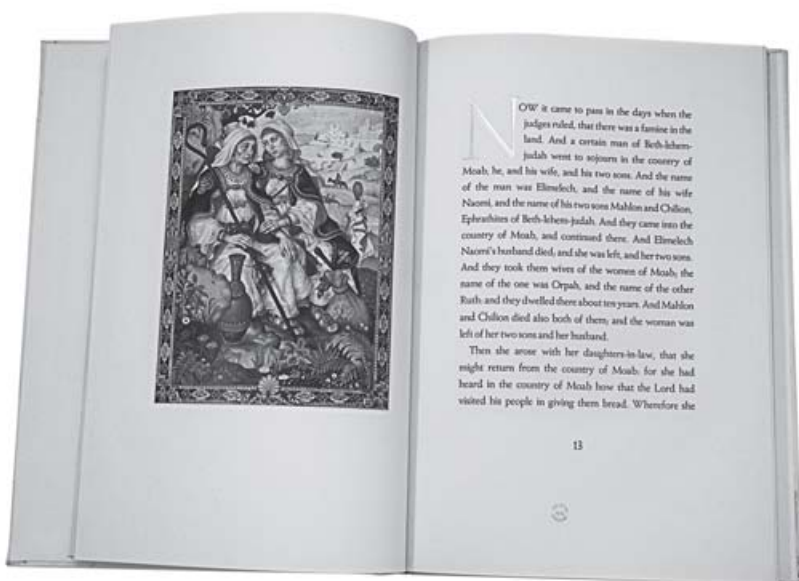 NOW it came to pass in the days when the
judges ruled, that there was a famine in the
land. And a certain man of Beth-lehem-
judah went to sojourn in the country of
Moab, he, and his wife, and his two sons. And the name
of the man was Elimelech, and the name of his wife
Naomi, and the name of his two sons Mahlon and Chilion,
Ephrathites of Beth-lehem-judah. And they came into the
country of Moab, and continued there. And Elimelech
Naomi's husband died; and she was left, and her two sons.
And they took them wives of the women of Moab; the
name of the one was Orpah, and the name of the other
Ruth: and they dwelled there about ten years. And Mahlon
and Chilion died also both of them; and the woman was
left of her two sons and her husband.
Then she arose with her daughters-in-law, that she
might return from the country of Moab: for she had
heard in the country of Moab how that the Lord had
visited his people in giving them bread. Wherefore she
13